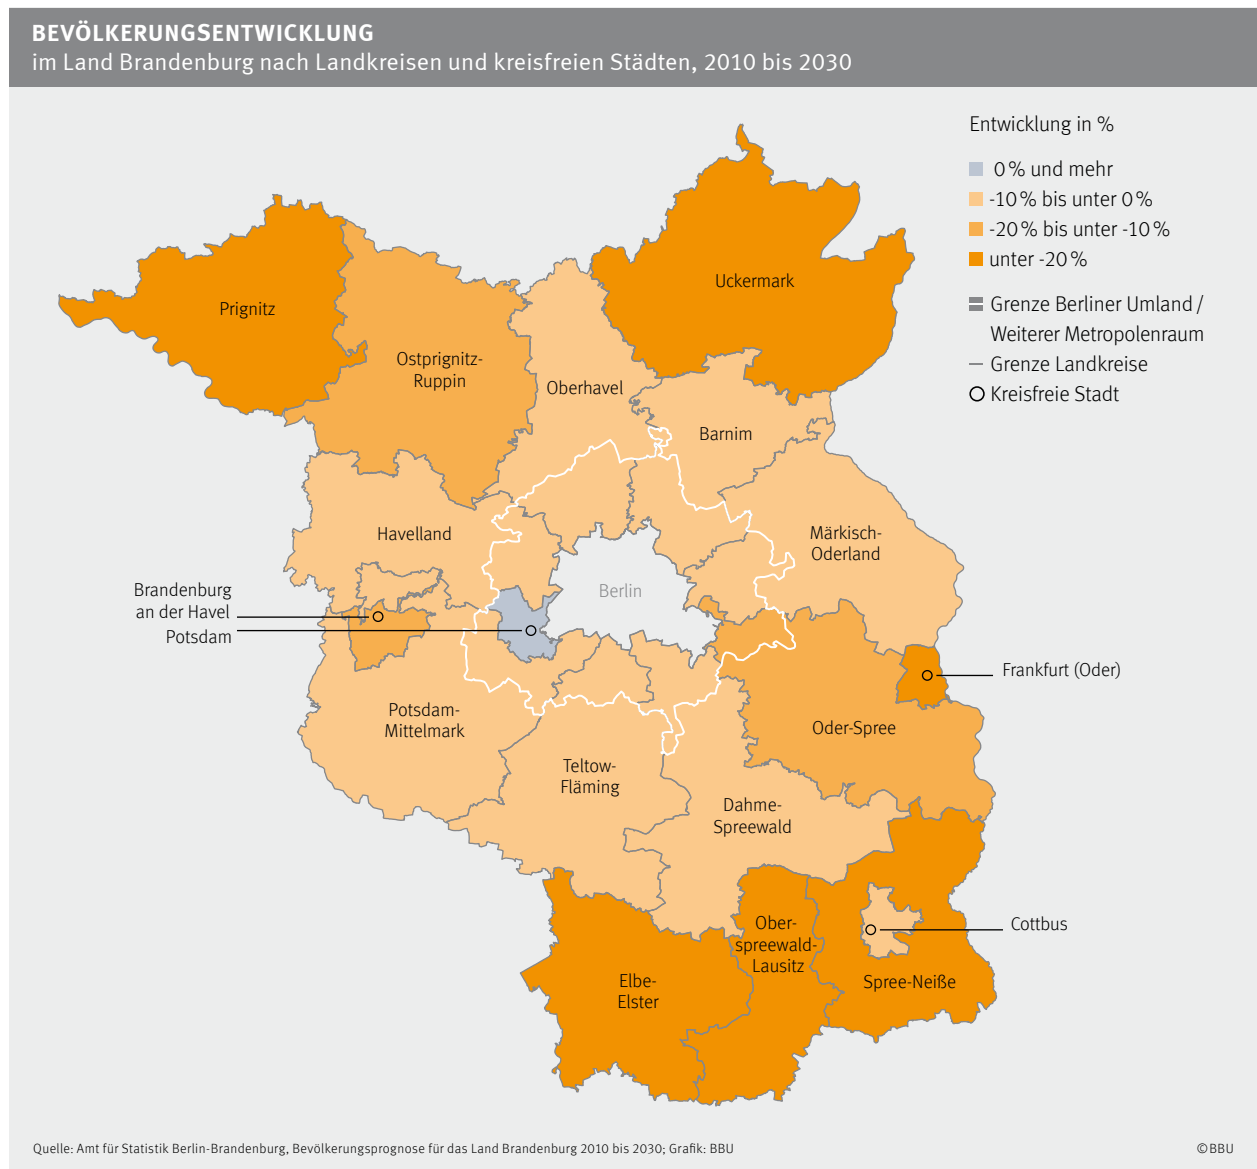 BEVÖLKERUNGSENTWICKLUNG
im Land Brandenburg nach Landkreisen und kreisfreien Städten, 2010 bis 2030
Entwicklung in %
0 % und mehr
-10 % bis unter 0 %
-20 % bis unter -10 %
unter -20 %
Grenze Berliner Umland /
Weiterer Metropolenraum
Grenze Landkreise
Kreisfreie Stadt
Prignitz
Uckermark
Ostprignitz-
Ruppin
Oberhavel
Barnim
Havelland
Märkisch-
Oderland
Berlin
Brandenburg
an der Havel
Potsdam
Frankfurt (Oder)
Potsdam-
Mittelmark
Oder-Spree
Teltow-
Fläming
Dahme-
Spreewald
Cottbus
Ober-
spreewald-
Lausitz
Elbe-
Elster
Spree-Neiße
Quelle: Amt für Statistik Berlin-Brandenburg, Bevölkerungsprognose für das Land Brandenburg 2010 bis 2030; Grafik: BBU
©BBU